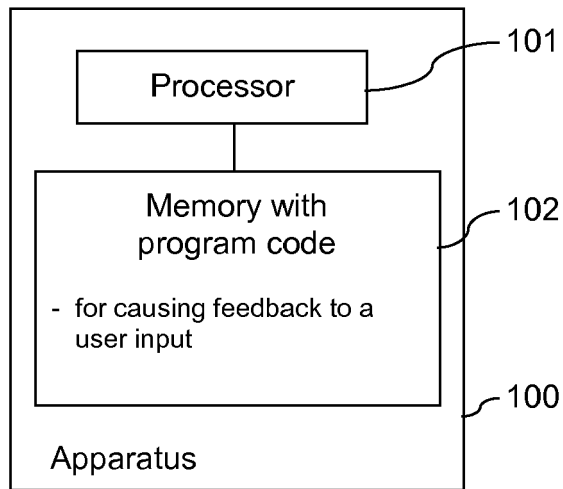 101
Processor
Memory with
program code
102
- for causing feedback to a
user input
100
Apparatus